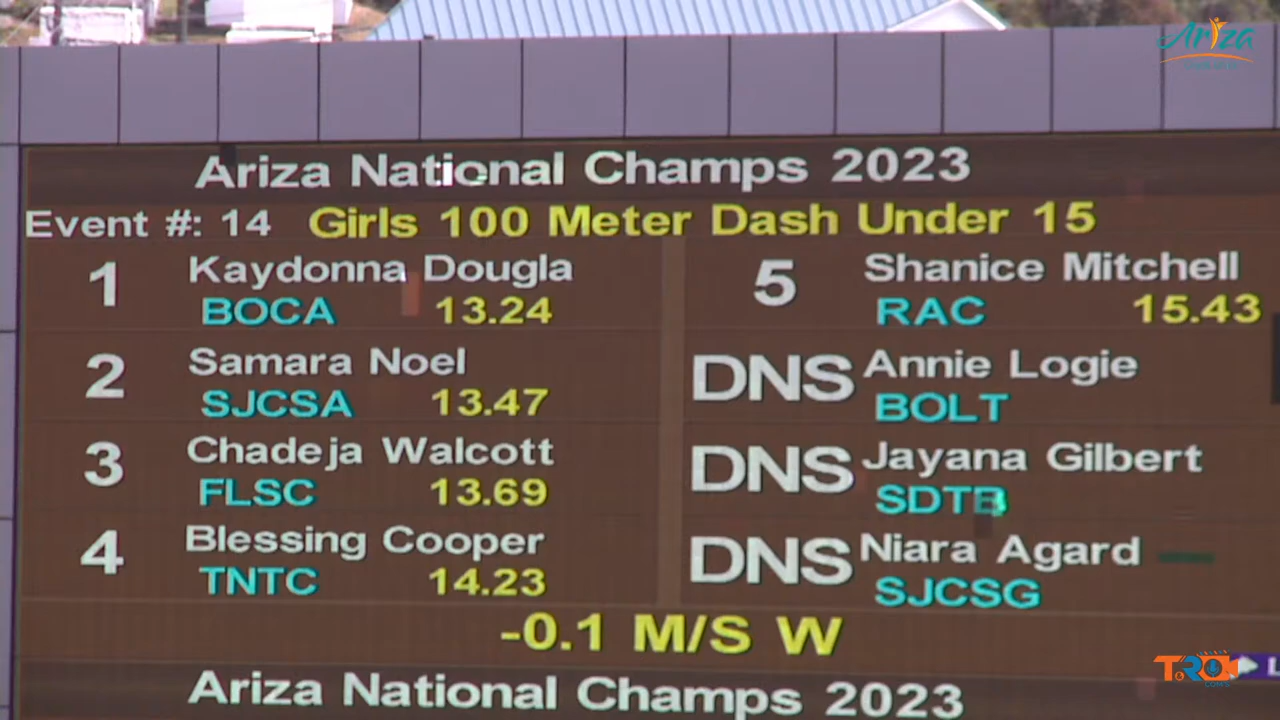 Ariza
Ariza National Champs 2023
Event #: 14 Girls 100 Meter Dash Under 15
1 Kaydonna Dougla
BOCA 13.24
2 Samara Noel
SJCSA 13.47
3 Chadeja Walcott
FLSC 13.69
4 Blessing Cooper
TNTC 14.23
5 Shanice Mitchell
RAC 15.43
DNS Annie Logie
BOLT
DNS Jayana Gilbert
SDTB
DNS Niara Agard
SJCSG
-0.1 M/S W
Ariza National Champs 2023